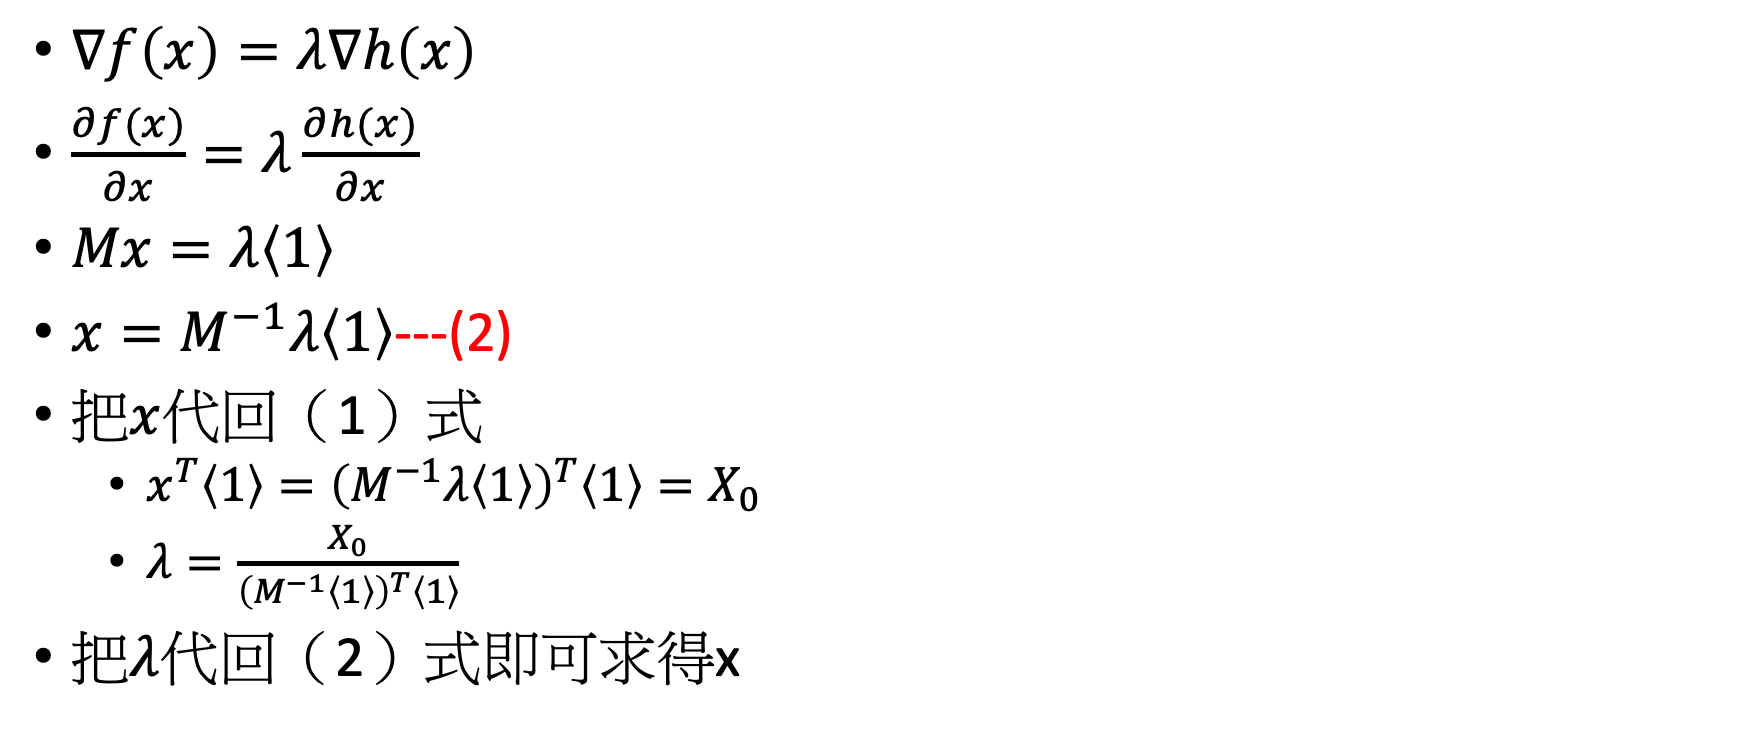 • ∇f(x) = λ∇h(x)
• ∂f(x)/∂x = λ ∂h(x)/∂x
• Mx = λ⟨1⟩
• x = M⁻¹λ⟨1⟩---(2)
• 把x代回（1）式
• xᵀ⟨1⟩ = (M⁻¹λ⟨1⟩)ᵀ⟨1⟩ = X₀
• λ = X₀/(M⁻¹⟨1⟩)ᵀ⟨1⟩
• 把λ代回（2）式即可求得x